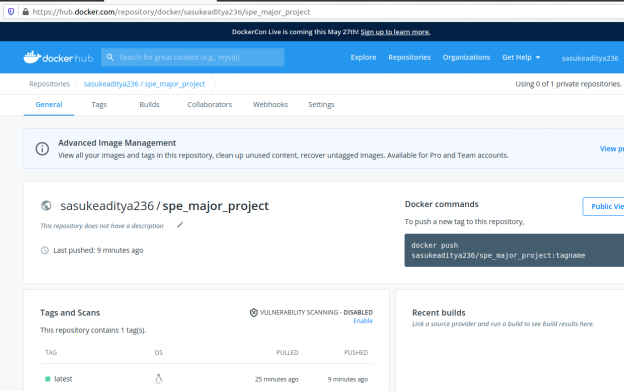 https://hub.docker.com/repository/docker/sasukeaditya236/spe_major_project
DockerCon Live is coming this May 27th! Sign up to learn more.
dockerhub
Search for great content (e.g., mysql)
Explore
Repositories
Organizations
Get Help
sasukeaditya236
Repositories
sasukeaditya236 / spe_major_project
Using 0 of 1 private repositories.
General
Tags
Builds
Collaborators
Webhooks
Settings
Advanced Image Management
View all your images and tags in this repository, clean up unused content, recover untagged images. Available for Pro and Team accounts.
View pr
sasukeaditya236 / spe_major_project
This repository does not have a description
Last pushed: 9 minutes ago
Docker commands
Public Vie
To push a new tag to this repository,
docker push
sasukeaditya236/spe_major_project:tagname
Tags and Scans
VULNERABILITY SCANNING - DISABLED
Enable
This repository contains 1 tag(s).
TAG
OS
PULLED
PUSHED
latest
25 minutes ago
9 minutes ago
Recent builds
Link a source provider and run a build to see build results here.